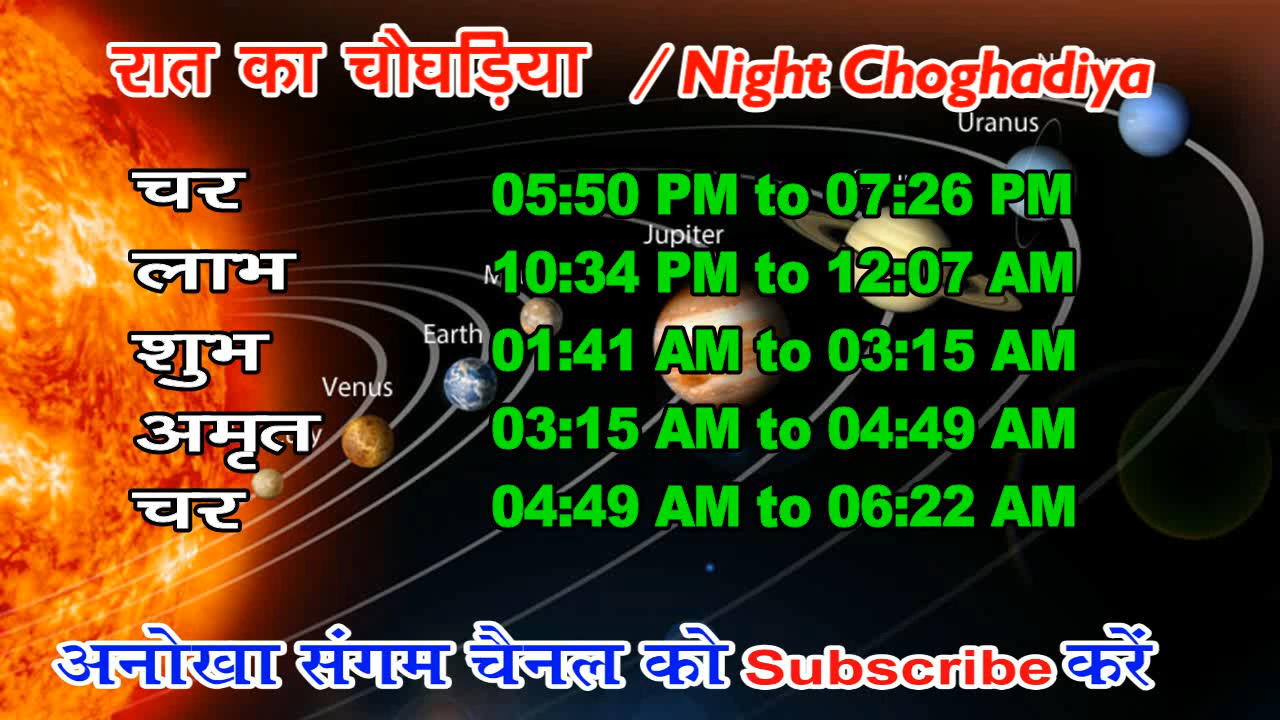 रात का चौघड़िया / Night Choghadiya
Uranus
चर 05:50 PM to 07:26 PM
Jupiter
लाभ 10:34 PM to 12:07 AM
Earth
शुभ 01:41 AM to 03:15 AM
Venus
अमृत 03:15 AM to 04:49 AM
चर 04:49 AM to 06:22 AM
अनोखा संगम चैनल को Subscribe करें